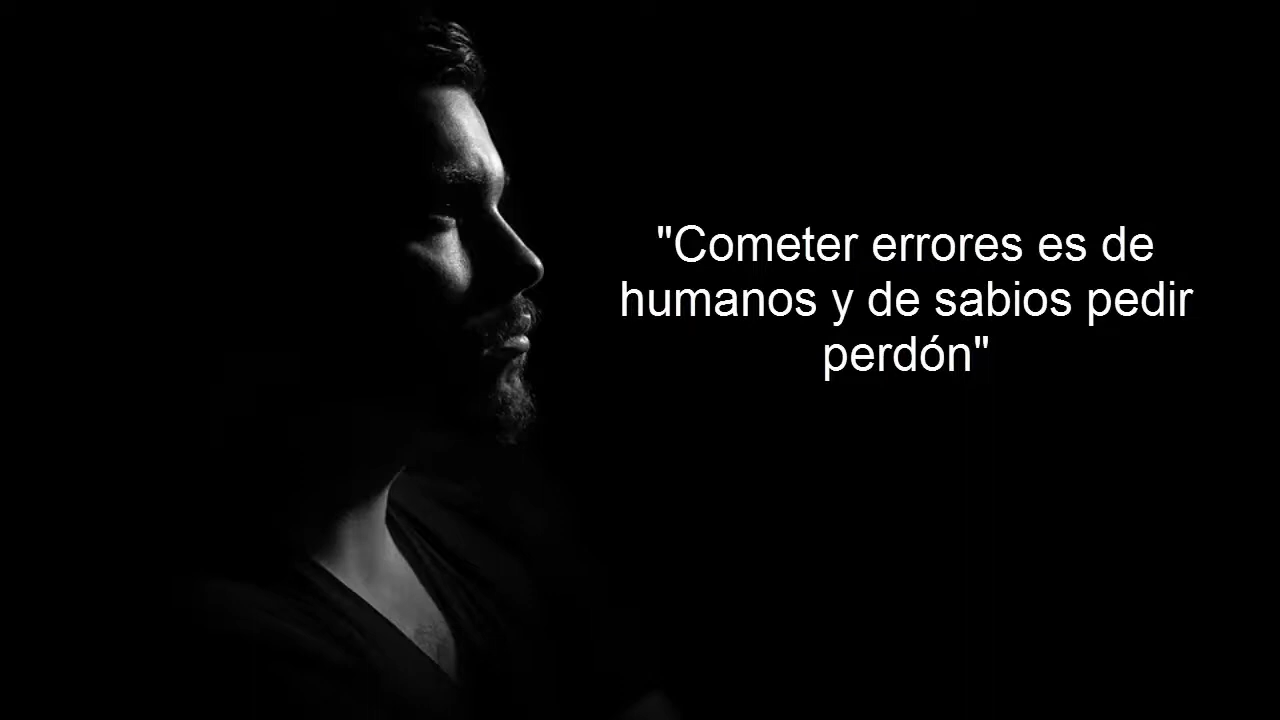 "Cometer errores es de
humanos y de sabios pedir
perdón"